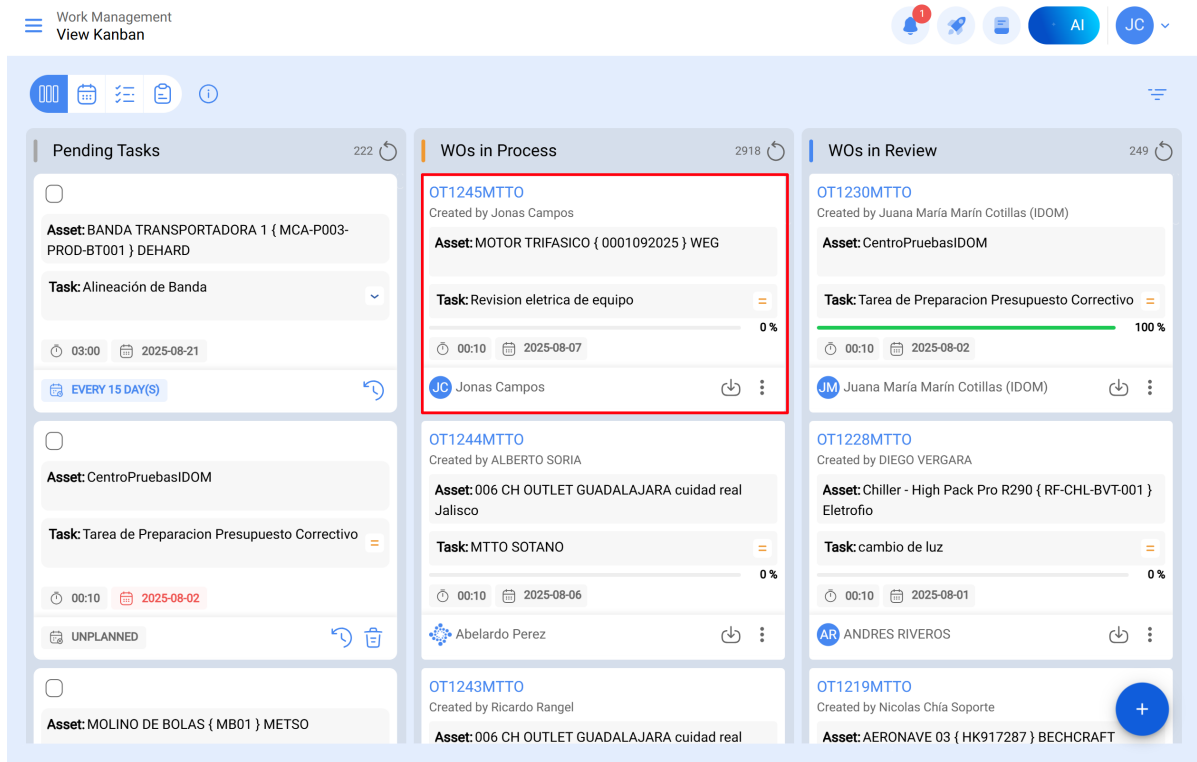 Work Management
View Kanban
1
AI
JC
Pending Tasks
222
Asset: BANDA TRANSPORTADORA 1 { MCA-P003-
PROD-BT001 } DEHARD
Task: Alineación de Banda
03:00
2025-08-21
EVERY 15 DAY(S)
Asset: CentroPruebasIDOM
Task: Tarea de Preparacion Presupuesto Correctivo
00:10
2025-08-02
UNPLANNED
Asset: MOLINO DE BOLAS { MB01 } METSO
WOs in Process
2918
OT1245MTTO
Created by Jonas Campos
Asset: MOTOR TRIFASICO { 0001092025 } WEG
Task: Revision eletrica de equipo
0 %
00:10
2025-08-07
JC Jonas Campos
OT1244MTTO
Created by ALBERTO SORIA
Asset: 006 CH OUTLET GUADALAJARA cuidad real
Jalisco
Task: MTTO SOTANO
0 %
00:10
2025-08-06
Abelardo Perez
OT1243MTTO
Created by Ricardo Rangel
Asset: 006 CH OUTLET GUADALAJARA cuidad real
WOs in Review
249
OT1230MTTO
Created by Juana María Marín Cotillas (IDOM)
Asset: CentroPruebasIDOM
Task: Tarea de Preparacion Presupuesto Correctivo
100 %
00:10
2025-08-02
JM Juana María Marín Cotillas (IDOM)
OT1228MTTO
Created by DIEGO VERGARA
Asset: Chiller - High Pack Pro R290 { RF-CHL-BVT-001 }
Eletrofio
Task: cambio de luz
0 %
00:10
2025-08-01
AR ANDRES RIVEROS
OT1219MTTO
Created by Nicolas Chía Soporte
Asset: AERONAVE 03 { HK917287 } BECHCRAFT